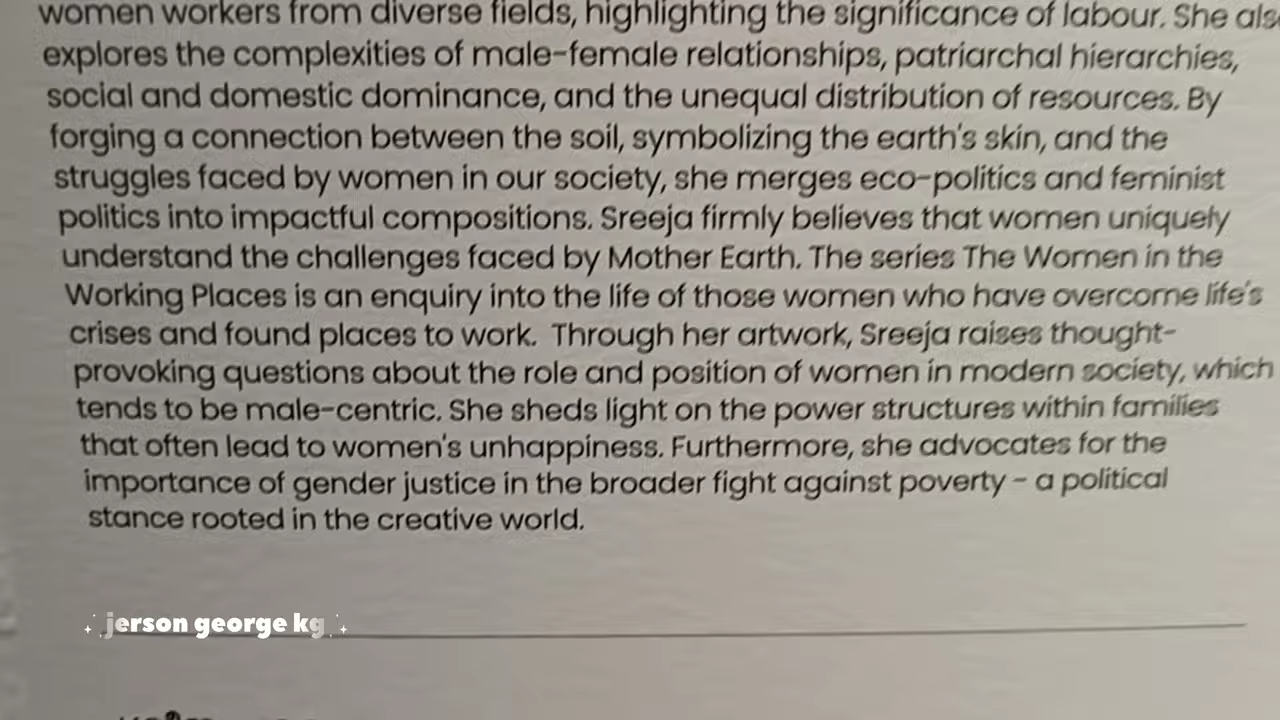 women workers from diverse fields, highlighting the significance of labour. She als
explores the complexities of male-female relationships, patriarchal hierarchies,
social and domestic dominance, and the unequal distribution of resources. By
forging a connection between the soil, symbolizing the earth's skin, and the
struggles faced by women in our society, she merges eco-politics and feminist
politics into impactful compositions. Sreeja firmly believes that women uniquely
understand the challenges faced by Mother Earth. The series The Women in the
Working Places is an enquiry into the life of those women who have overcome life's
crises and found places to work. Through her artwork, Sreeja raises thought-
provoking questions about the role and position of women in modern society, which
tends to be male-centric. She sheds light on the power structures within families
that often lead to women's unhappiness. Furthermore, she advocates for the
importance of gender justice in the broader fight against poverty - a political
stance rooted in the creative world.
jerson george kg